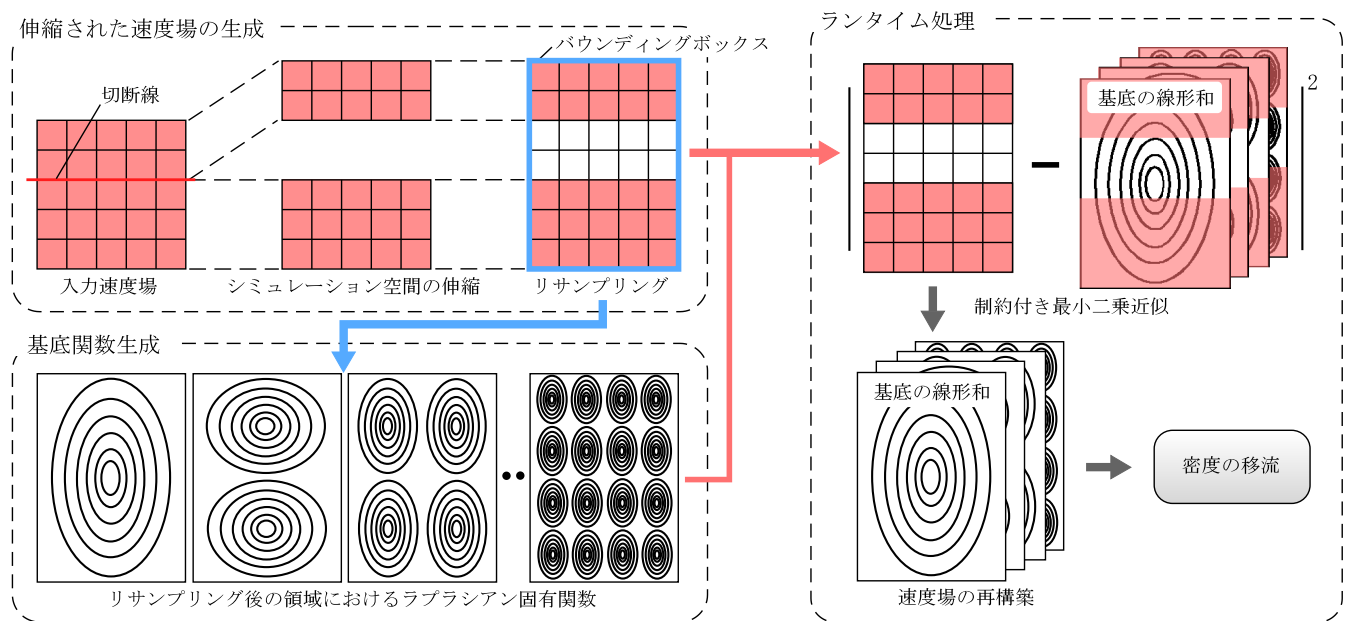 伸縮された速度場の生成
バウンディングボックス
切断線
入力速度場
シミュレーション空間の伸縮
リサンプリング
基底関数生成
リサンプリング後の領域におけるラプラシアン固有関数
ランタイム処理
基底の線形和
2
制約付き最小二乗近似
基底の線形和
速度場の再構築
密度の移流